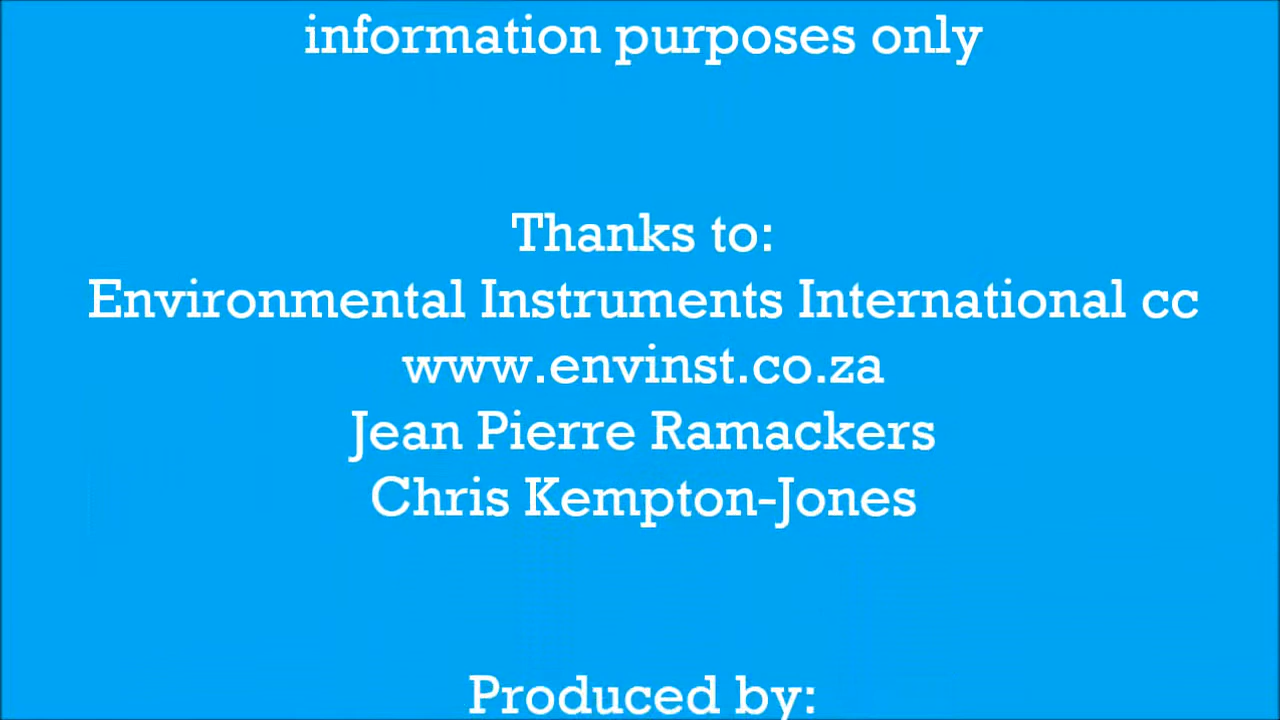 information purposes only
Thanks to:
Environmental Instruments International cc
www.envinst.co.za
Jean Pierre Ramackers
Chris Kempton-Jones
Produced by: